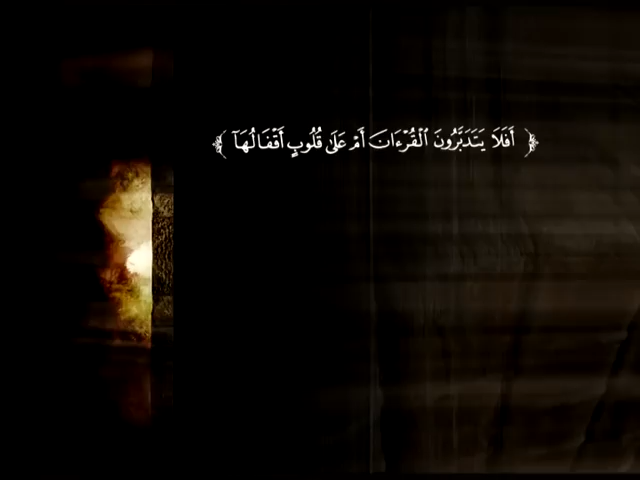 ﴿ أَفَلَا يَتَدَبَّرُونَ ٱلْقُرْءَانَ أَمْ عَلَىٰ قُلُوبٍ أَقْفَالُهَآ ﴾